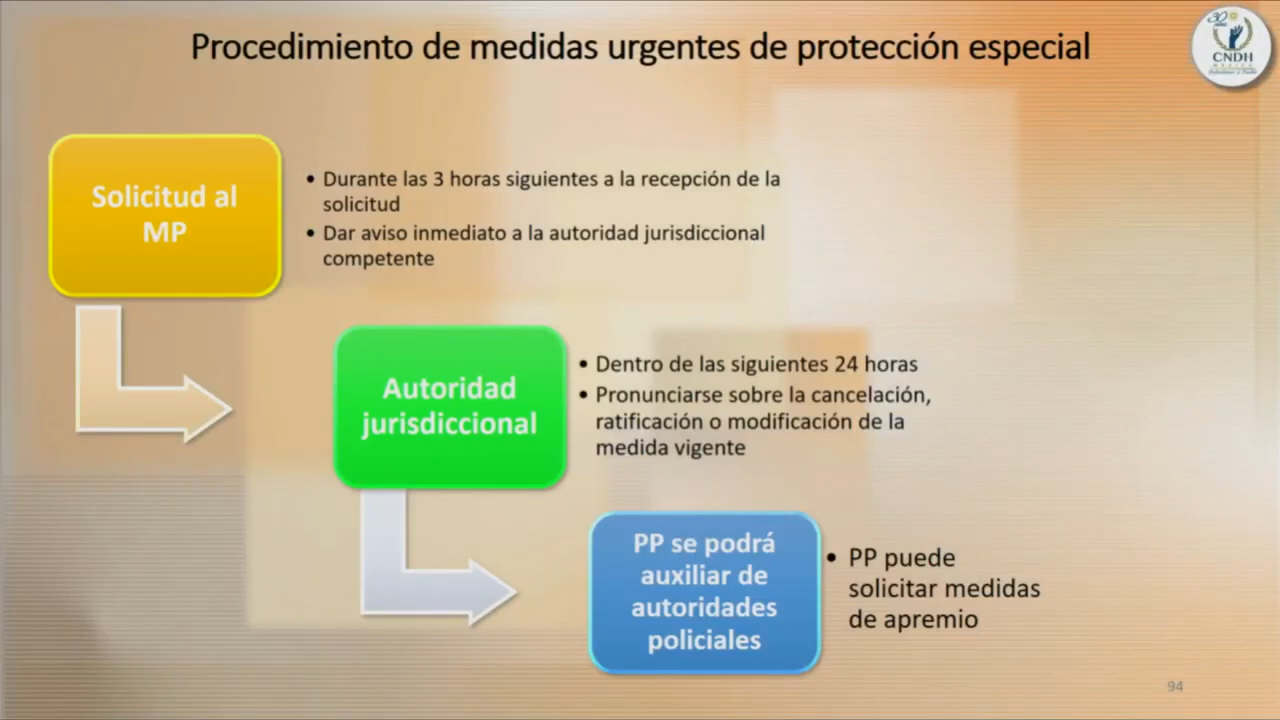 Procedimiento de medidas urgentes de protección especial
30
CNDH
MÉXICO
Solicitud al
MP
• Durante las 3 horas siguientes a la recepción de la
solicitud
• Dar aviso inmediato a la autoridad jurisdiccional
competente
Autoridad
jurisdiccional
• Dentro de las siguientes 24 horas
• Pronunciarse sobre la cancelación,
ratificación o modificación de la
medida vigente
PP se podrá
auxiliar de
autoridades
policiales
• PP puede
solicitar medidas
de apremio
94